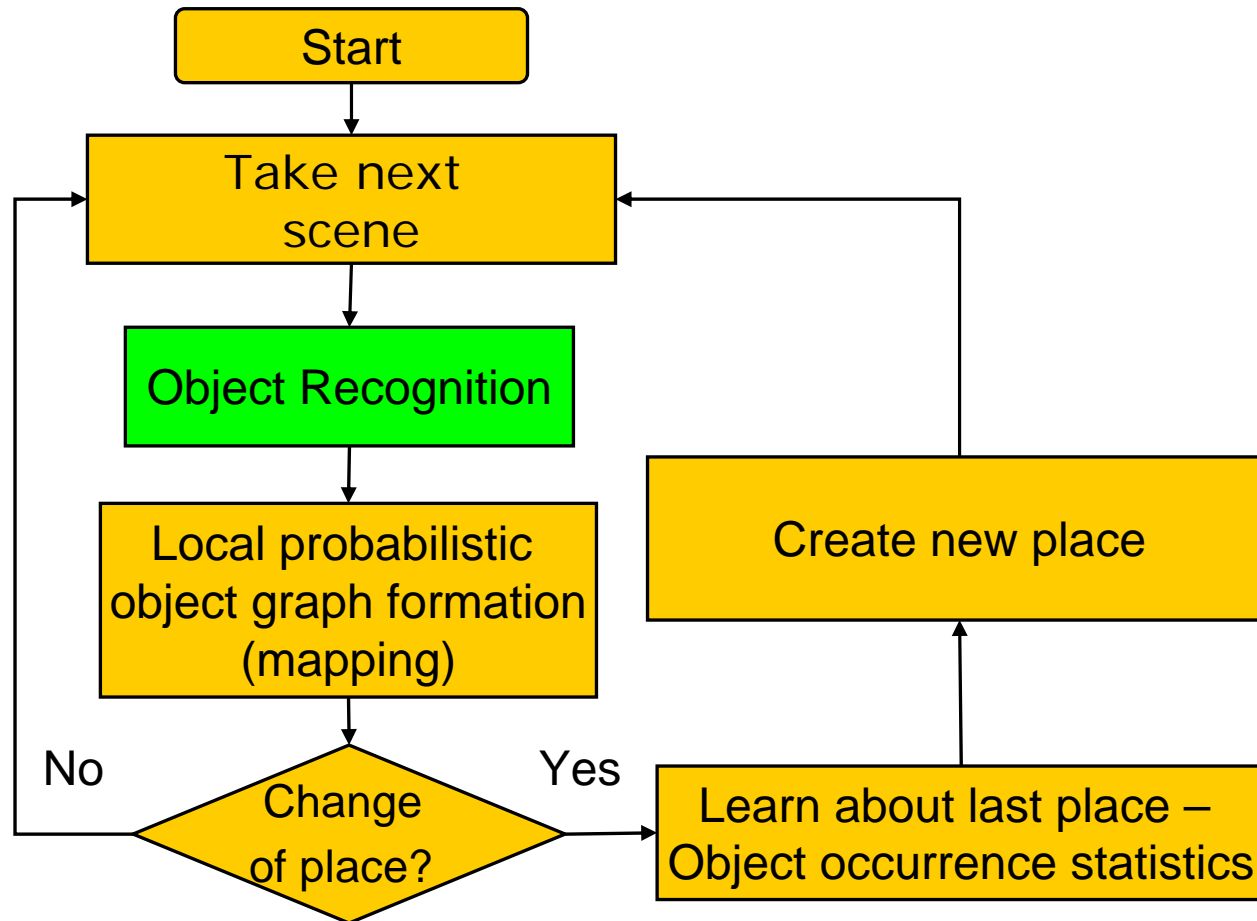 Start
Take next
scene
Object Recognition
Local probabilistic
object graph formation
(mapping)
Create new place
No
Yes
Change
of place?
Learn about last place –
Object occurrence statistics